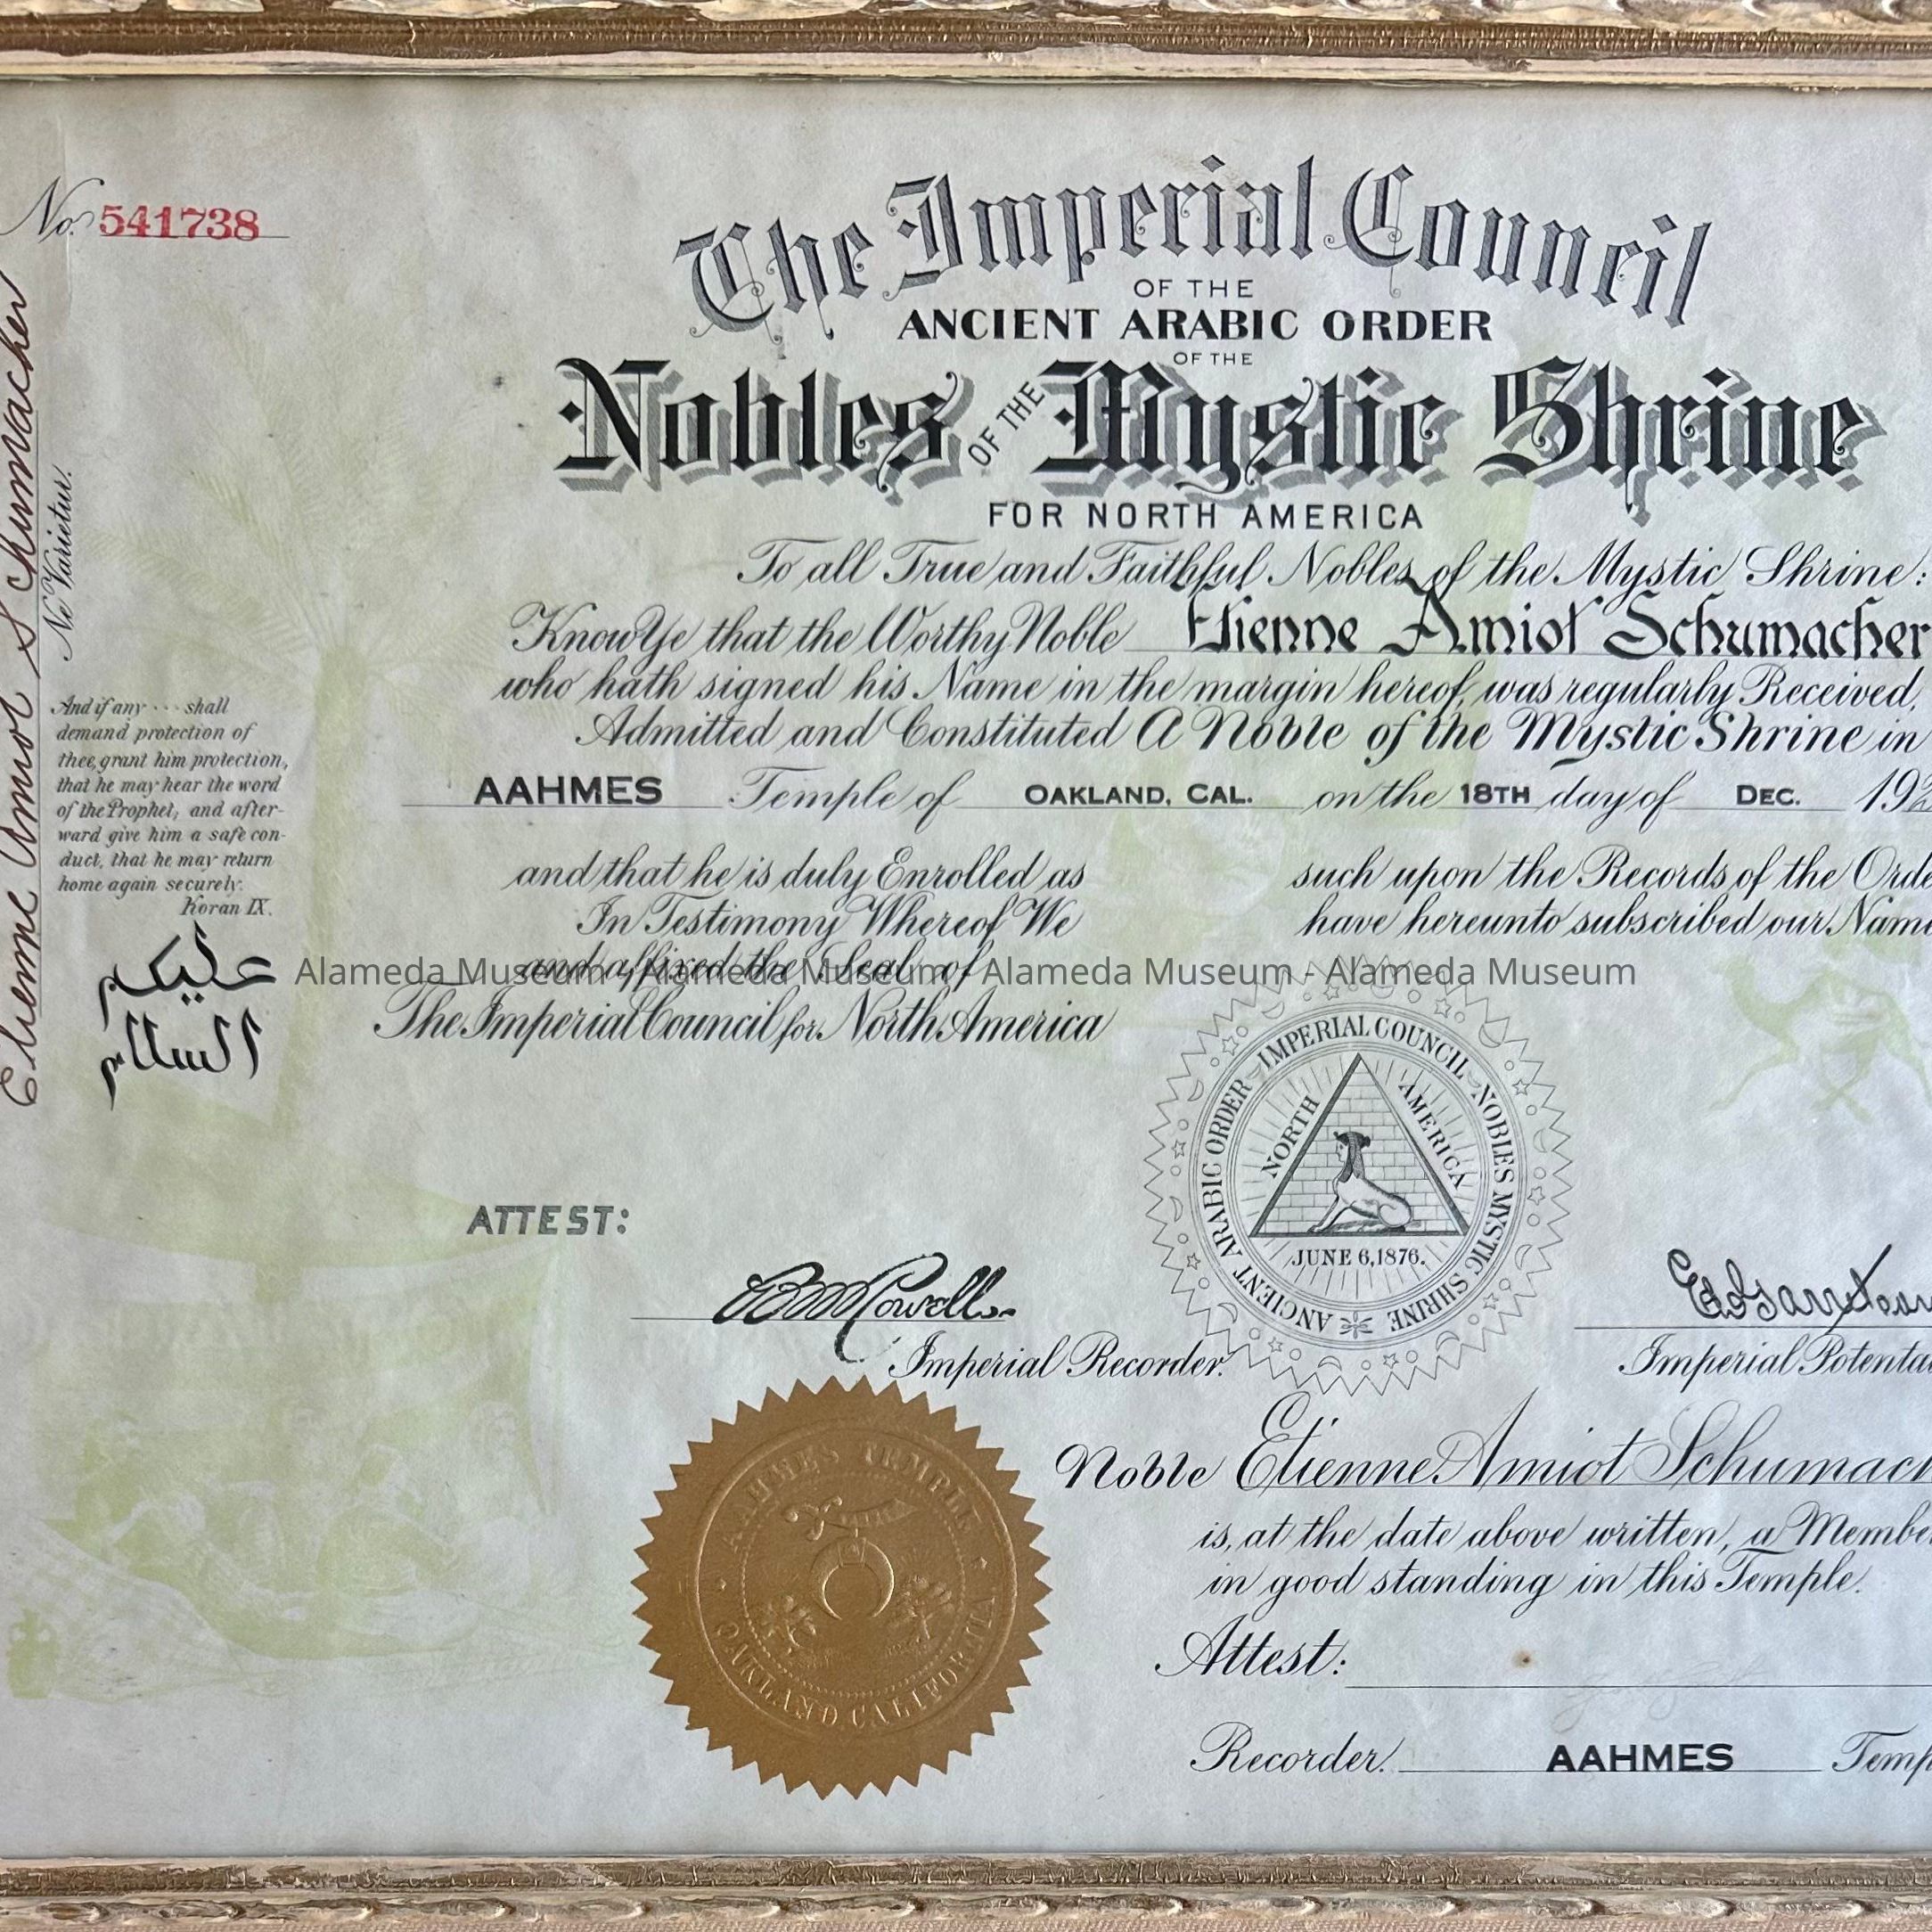 No. 541738
The Imperial Council
OF THE
ANCIENT ARABIC ORDER
OF THE
Nobles OF THE Mystic Shrine
FOR NORTH AMERICA
To all True and Faithful Nobles of the Mystic Shrine:
Know Ye that the Worthy Noble Etienne Amiot Schumacher
who hath signed his Name in the margin hereof, was regularly Received,
Admitted and Constituted A Noble of the Mystic Shrine in
AAHMES Temple of OAKLAND, CAL. on the 18TH day of DEC. 192
and that he is duly Enrolled as such upon the Records of the Orde
In Testimony Whereof We have hereunto subscribed our Name
and affixed the Seal of
The Imperial Council for North America
Etienne Amiot Schumacher
Ne Varietur.
And if any ··· shall
demand protection of
thee, grant him protection,
that he may hear the word
of the Prophet, and after-
ward give him a safe con-
duct, that he may return
home again securely.
Koran IX.
عليكم
السلام
Alameda Museum - Alameda Museum - Alameda Museum - Alameda Museum
ANCIENT ARABIC ORDER - IMPERIAL COUNCIL - NOBLES MYSTIC SHRINE
NORTH AMERICA
JUNE 6, 1876.
ATTEST:
Imperial Recorder.
Imperial Potenta
AAHMES TEMPLE
OAKLAND, CALIFORNIA
Noble Etienne Amiot Schumach
is, at the date above written, a Membe
in good standing in this Temple.
Attest:
Recorder. AAHMES Temp